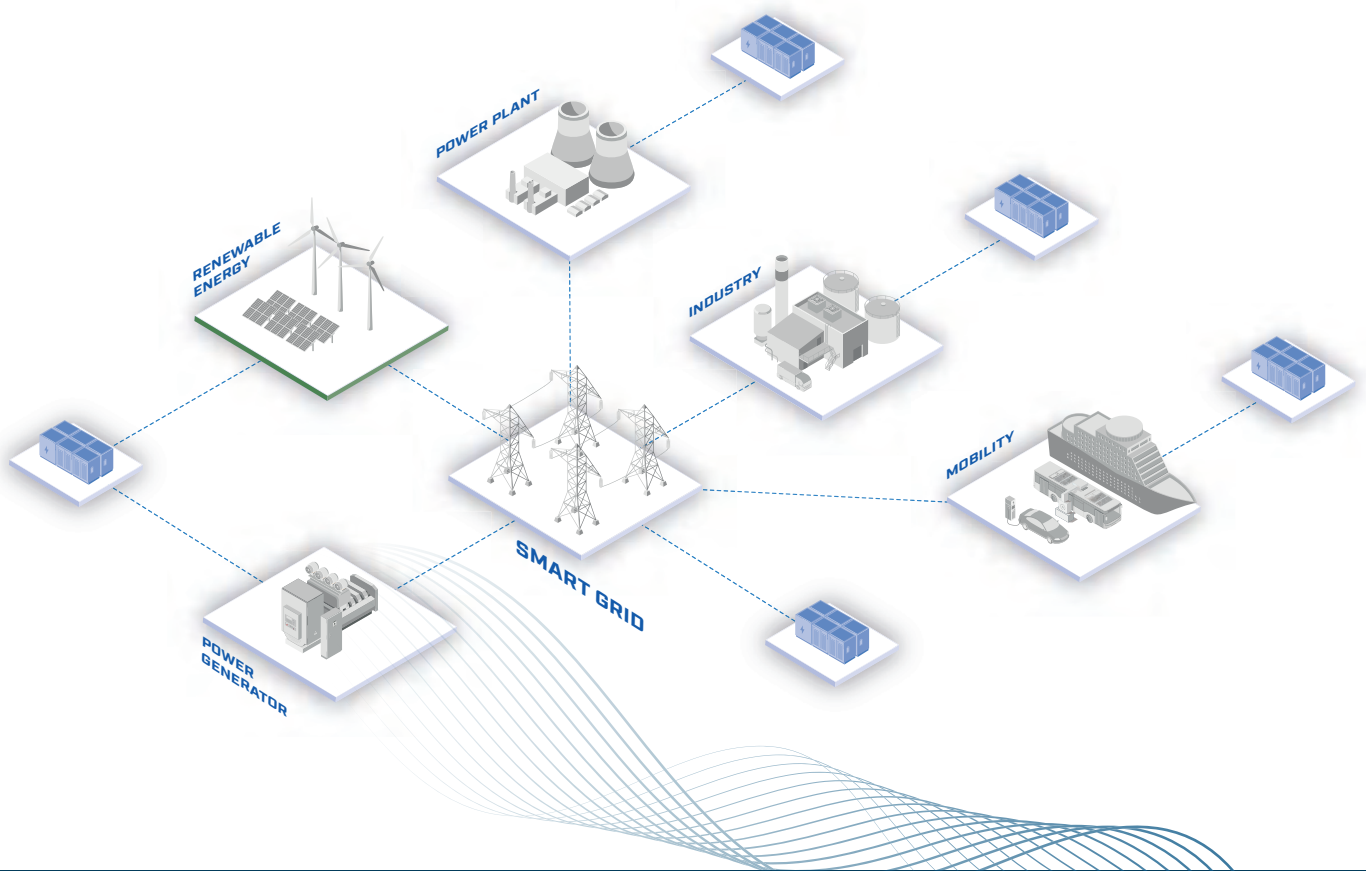 POWER PLANT
RENEWABLE
ENERGY
INDUSTRY
MOBILITY
SMART GRID
POWER
GENERATOR